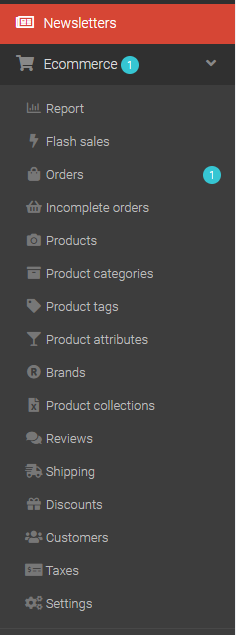 Newsletters
Ecommerce 1
Report
Flash sales
Orders 1
Incomplete orders
Products
Product categories
Product tags
Product attributes
Brands
Product collections
Reviews
Shipping
Discounts
Customers
Taxes
Settings